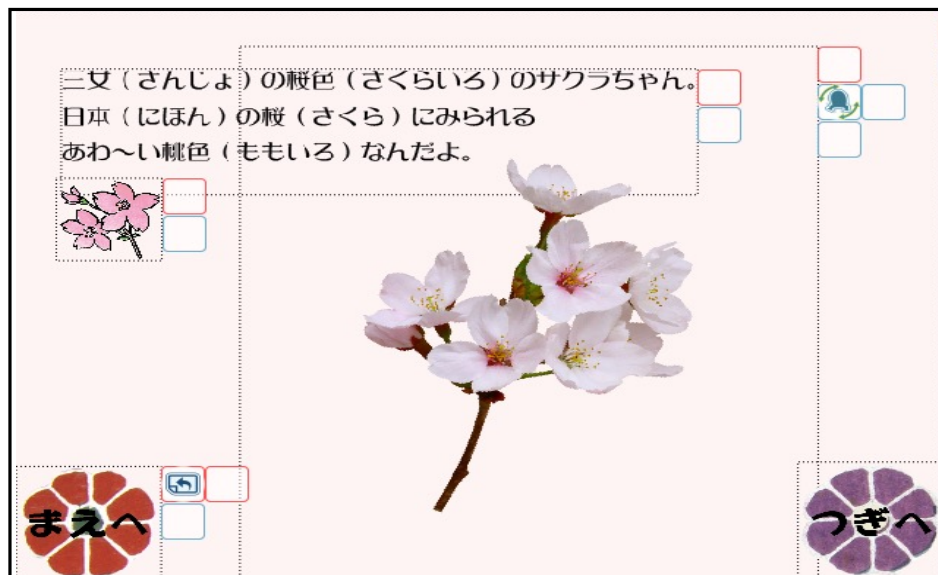 三女（さんじょ）の桜色（さくらいろ）のサクラちゃん。
日本（にほん）の桜（さくら）にみられる
あわ～い桃色（ももいろ）なんだよ。
まえへ
つぎへ